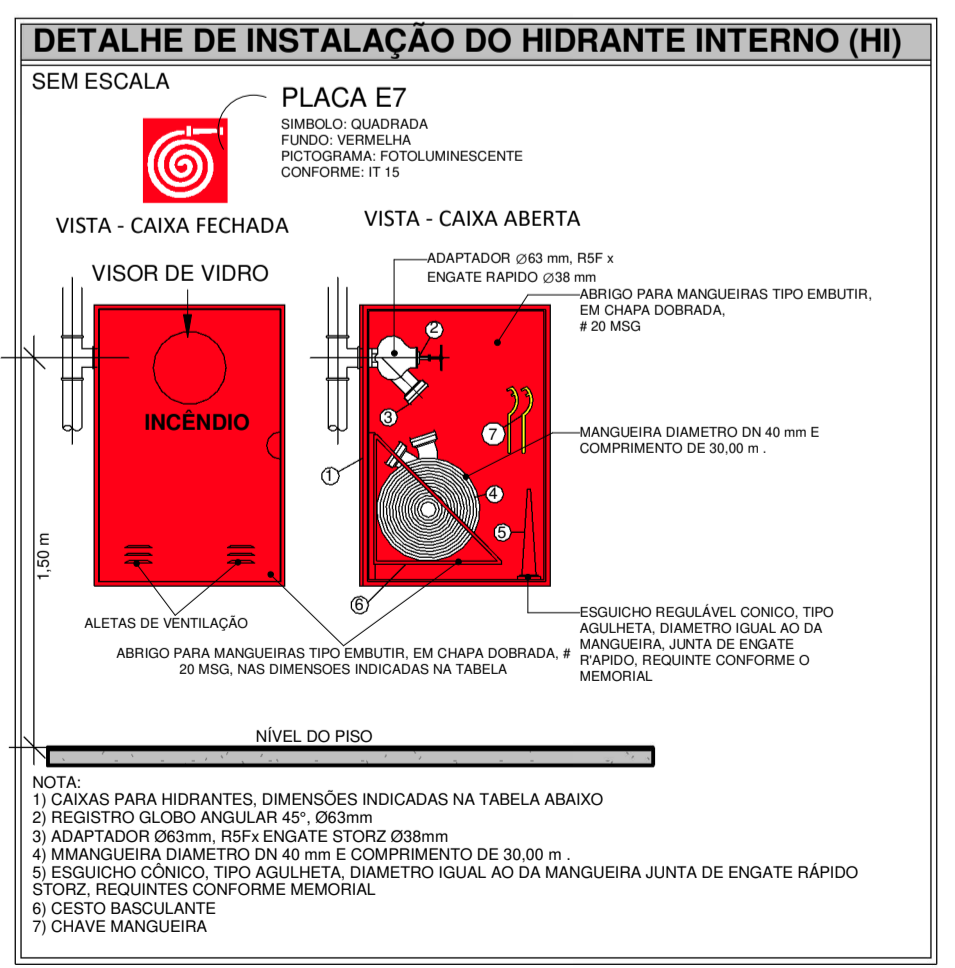 DETALHE DE INSTALAÇÃO DO HIDRANTE INTERNO (HI)
SEM ESCALA
PLACA E7
SIMBOLO: QUADRADA
FUNDO: VERMELHA
PICTOGRAMA: FOTOLUMINESCENTE
CONFORME: IT 15
VISTA - CAIXA FECHADA
VISTA - CAIXA ABERTA
VISOR DE VIDRO
ADAPTADOR Ø63 mm, R5F x
ENGATE RAPIDO Ø38 mm
ABRIGO PARA MANGUEIRAS TIPO EMBUTIR,
EM CHAPA DOBRADA,
# 20 MSG
2
3
INCÊNDIO
7
MANGUEIRA DIAMETRO DN 40 mm E
COMPRIMENTO DE 30,00 m .
1
4
5
1,50 m
6
ALETAS DE VENTILAÇÃO
ESGUICHO REGULÁVEL CONICO, TIPO
AGULHETA, DIAMETRO IGUAL AO DA
MANGUEIRA, JUNTA DE ENGATE
R'APIDO, REQUINTE CONFORME O
MEMORIAL
ABRIGO PARA MANGUEIRAS TIPO EMBUTIR, EM CHAPA DOBRADA, #
20 MSG, NAS DIMENSOES INDICADAS NA TABELA
NÍVEL DO PISO
NOTA:
1) CAIXAS PARA HIDRANTES, DIMENSÕES INDICADAS NA TABELA ABAIXO
2) REGISTRO GLOBO ANGULAR 45°, Ø63mm
3) ADAPTADOR Ø63mm, R5Fx ENGATE STORZ Ø38mm
4) MMANGUEIRA DIAMETRO DN 40 mm E COMPRIMENTO DE 30,00 m .
5) ESGUICHO CÔNICO, TIPO AGULHETA, DIAMETRO IGUAL AO DA MANGUEIRA JUNTA DE ENGATE RÁPIDO
STORZ, REQUINTES CONFORME MEMORIAL
6) CESTO BASCULANTE
7) CHAVE MANGUEIRA